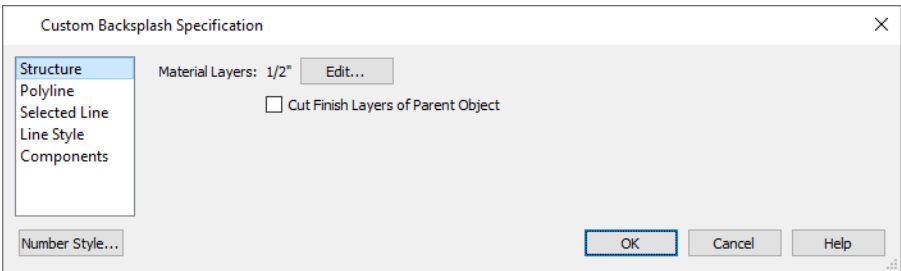 Custom Backsplash Specification
Structure
Polyline
Selected Line
Line Style
Components
Material Layers: 1/2" Edit...
Cut Finish Layers of Parent Object
Number Style... OK Cancel Help